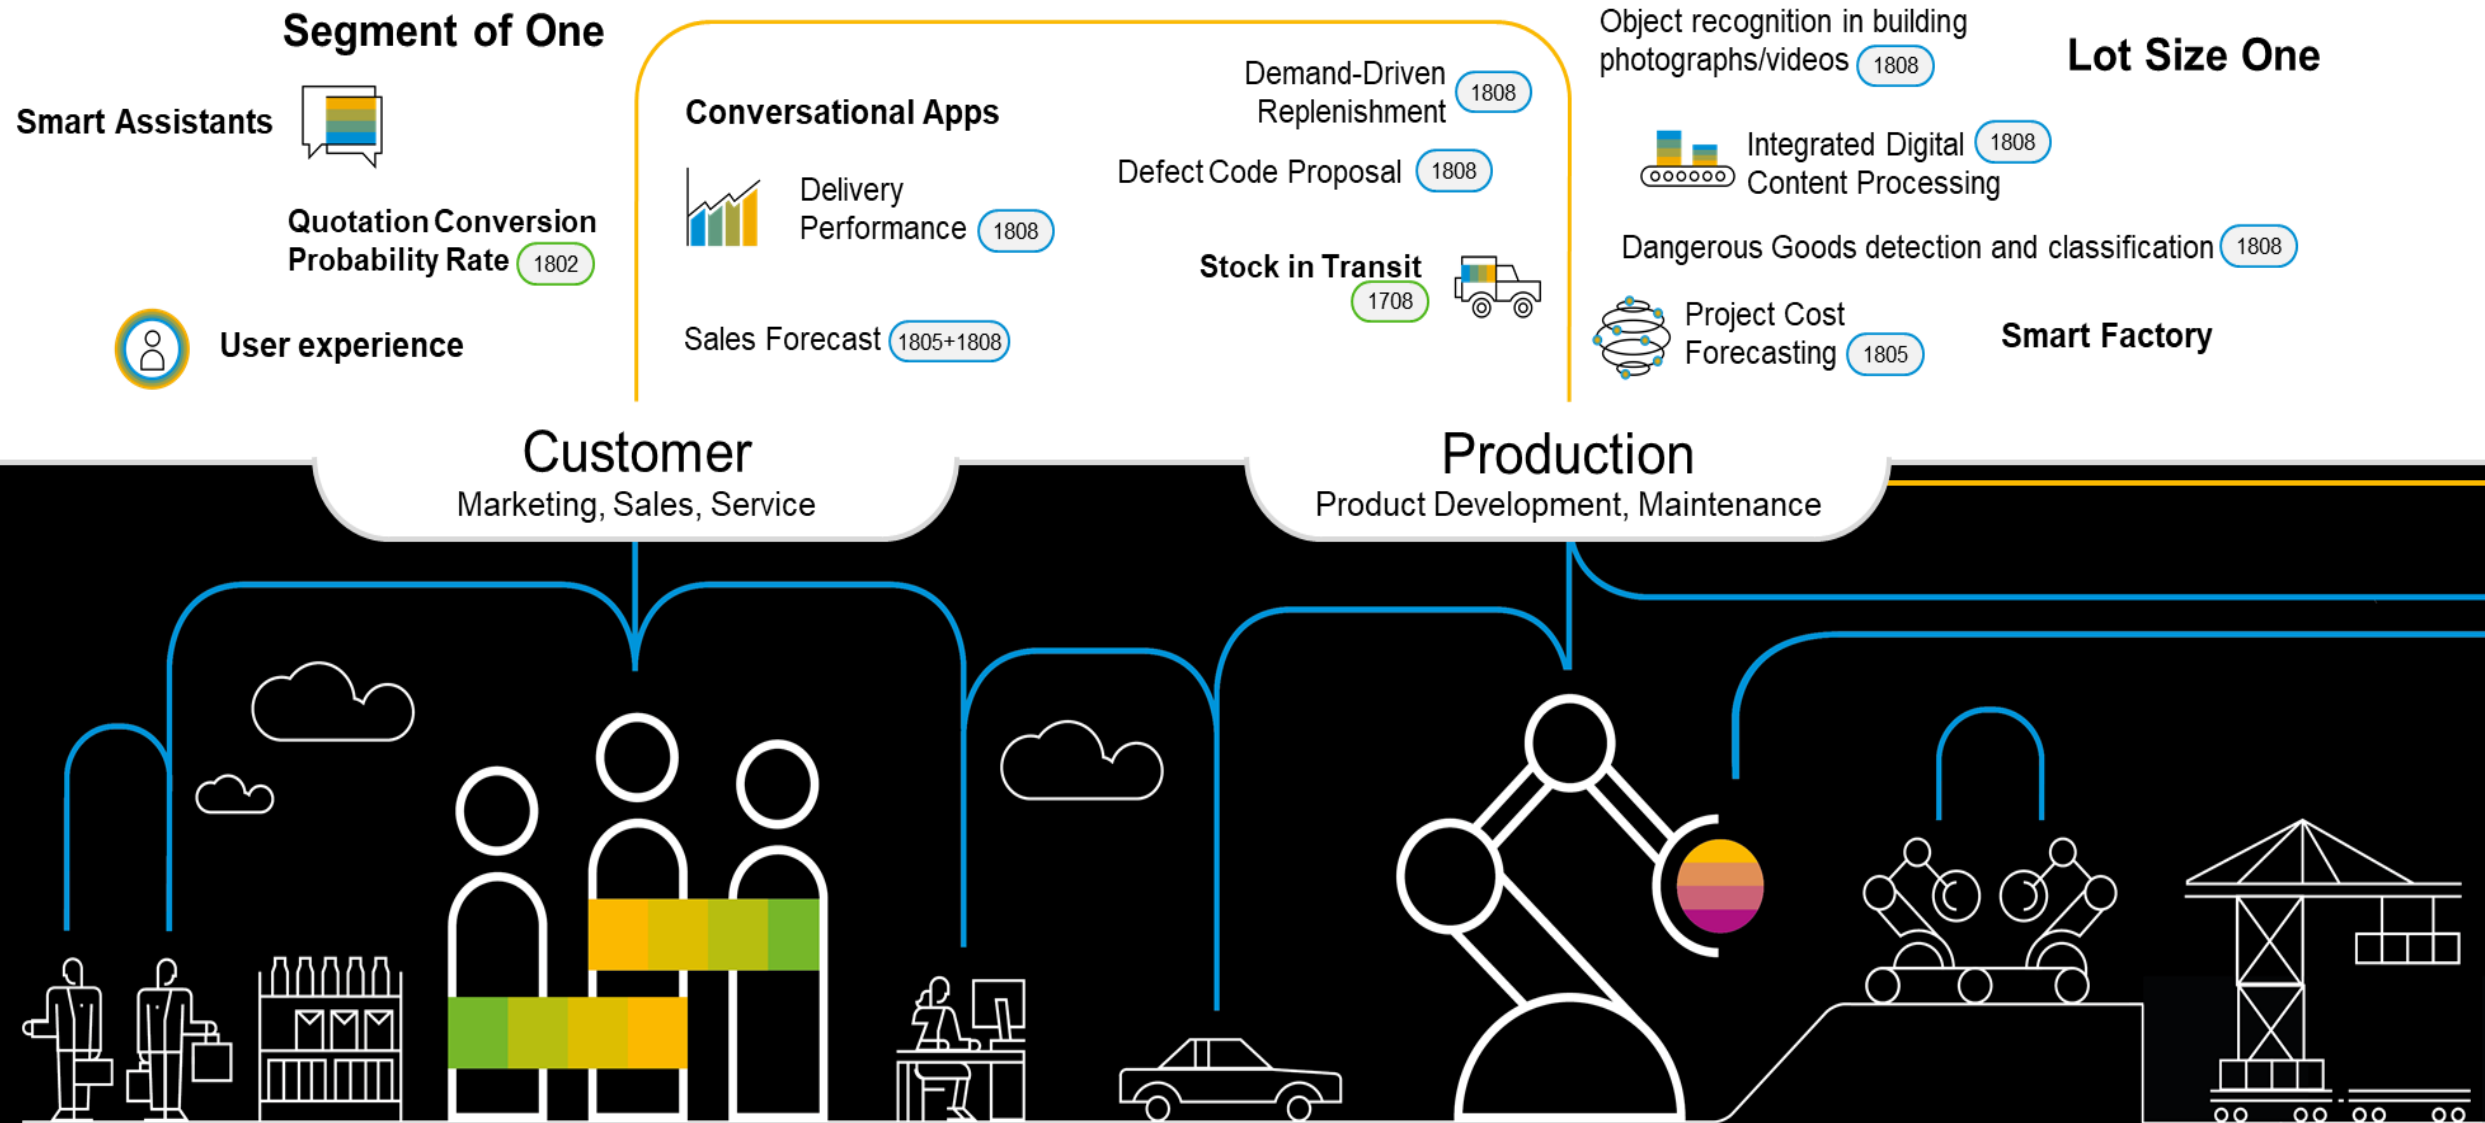 Segment of One
Smart Assistants
Quotation Conversion
Probability Rate 1802
User experience
Conversational Apps
Delivery
Performance 1808
Sales Forecast 1805+1808
Demand-Driven
Replenishment 1808
Defect Code Proposal 1808
Stock in Transit
1708
Object recognition in building
photographs/videos 1808
Lot Size One
Integrated Digital 1808
Content Processing
Dangerous Goods detection and classification 1808
Project Cost
Forecasting 1805
Smart Factory
Customer
Marketing, Sales, Service
Production
Product Development, Maintenance